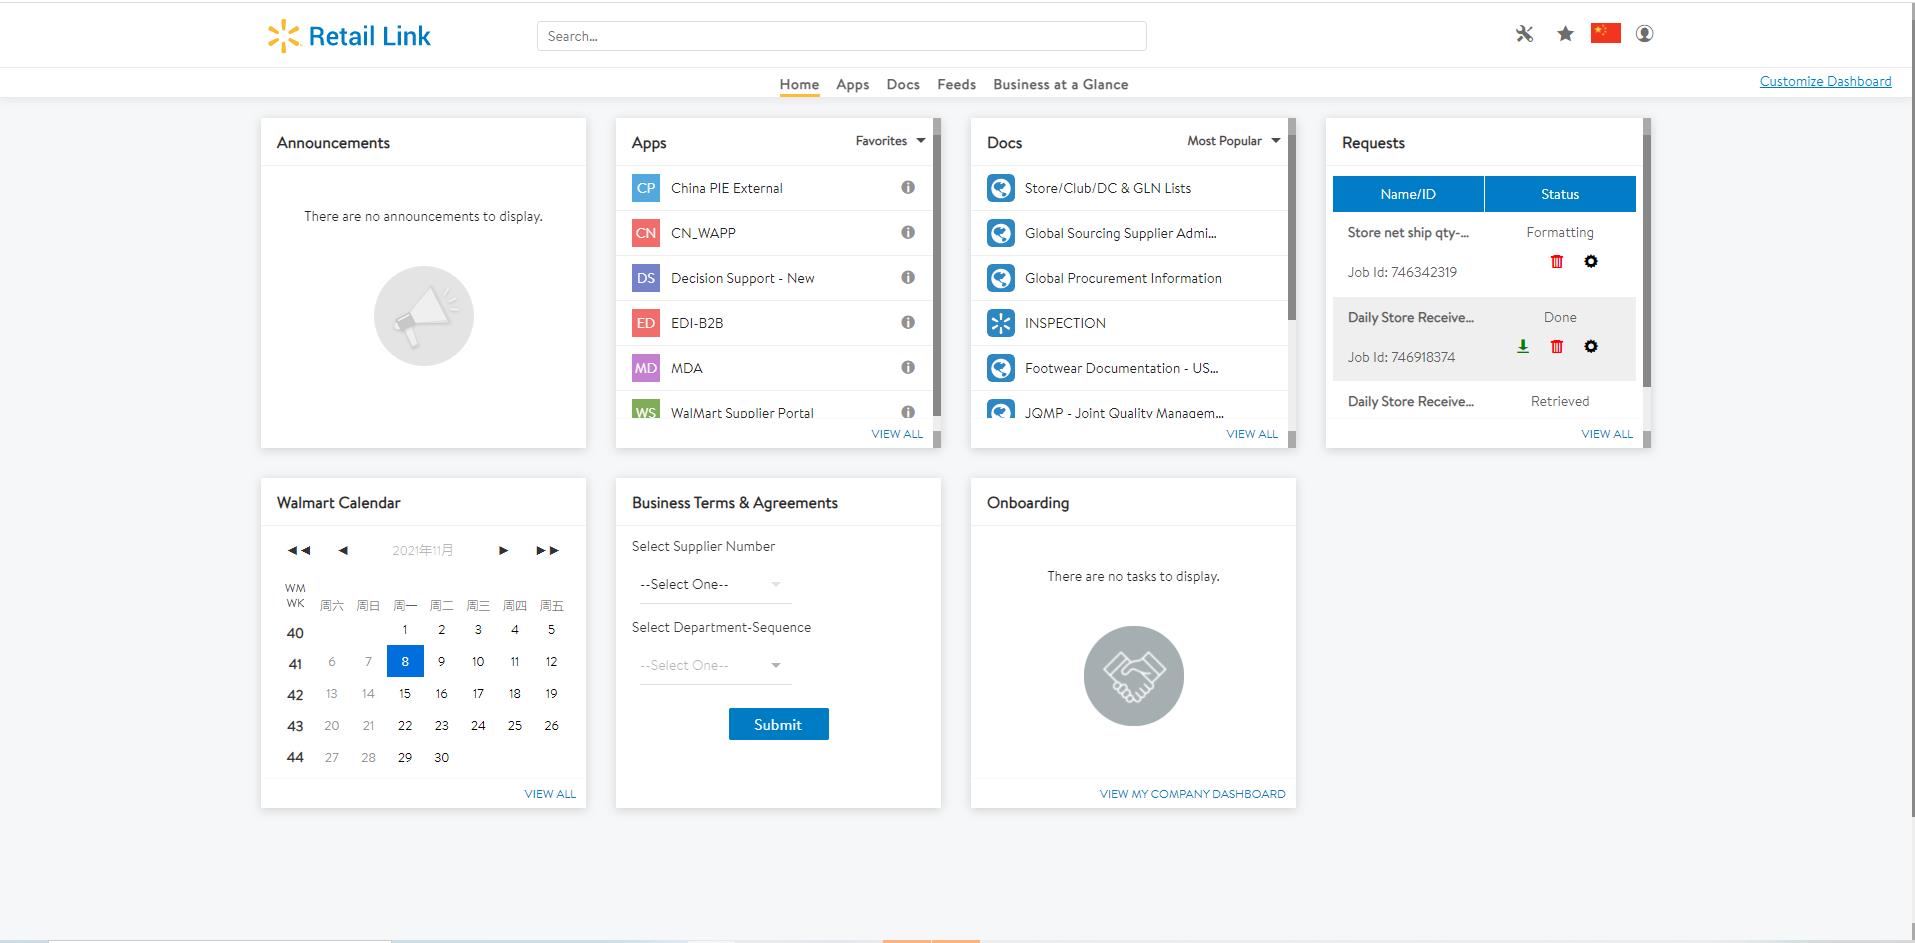 Retail Link
Search...
Home Apps Docs Feeds Business at a Glance
Customize Dashboard
Announcements
There are no announcements to display.
Apps
Favorites
CP China PIE External
CN CN_WAPP
DS Decision Support - New
ED EDI-B2B
MD MDA
WS WalMart Supplier Portal
VIEW ALL
Docs
Most Popular
Store/Club/DC & GLN Lists
Global Sourcing Supplier Admi...
Global Procurement Information
INSPECTION
Footwear Documentation - US...
JQMP - Joint Quality Managem...
VIEW ALL
Requests
Name/ID Status
Store net ship qty-... Formatting
Job Id: 746342319
Daily Store Receive... Done
Job Id: 746918374
Daily Store Receive... Retrieved
VIEW ALL
Walmart Calendar
2021年11月
WM
WK 周六 周日 周一 周二 周三 周四 周五
40 1 2 3 4 5
41 6 7 8 9 10 11 12
42 13 14 15 16 17 18 19
43 20 21 22 23 24 25 26
44 27 28 29 30
VIEW ALL
Business Terms & Agreements
Select Supplier Number
--Select One--
Select Department-Sequence
--Select One--
Submit
Onboarding
There are no tasks to display.
VIEW MY COMPANY DASHBOARD